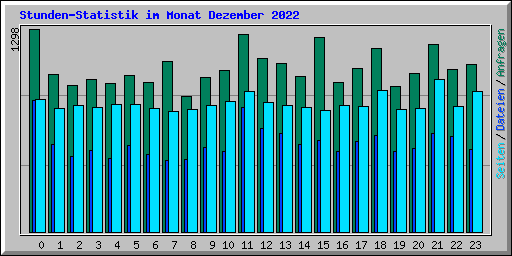 Stunden-Statistik im Monat Dezember 2022
1298
Seiten/Dateien/Anfragen
0 1 2 3 4 5 6 7 8 9 10 11 12 13 14 15 16 17 18 19 20 21 22 23